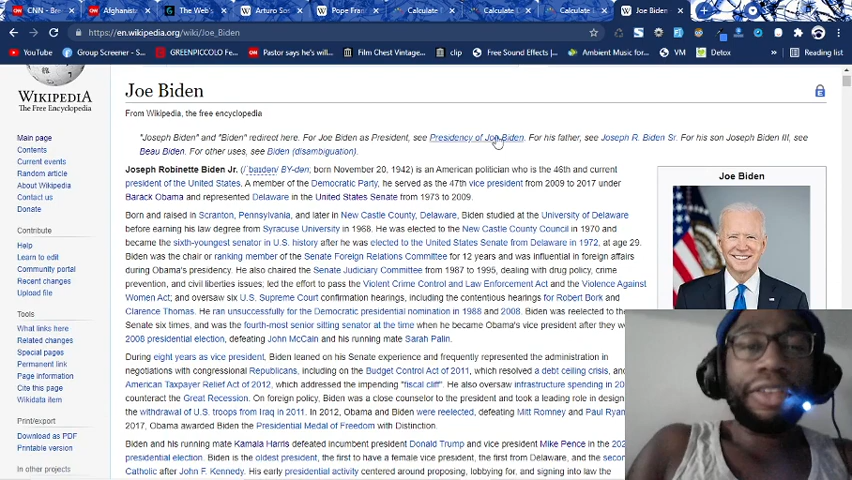 CNN - Bre
Afghanista
The Web's
Arturo Sos
Pope Fran
Calculate l
Calculate l
Calculate l
Joe Biden
https://en.wikipedia.org/wiki/Joe_Biden
YouTube
Group Screener - S.
GREENPICCOLO Fe
Pastor says he's will
Film Chest Vintage
clip
Free Sound Effects |
Ambient Music for
VM
Detox
Reading list
WIKIPEDIA
The Free Encyclopedia
Main page
Contents
Current events
Random article
About Wikipedia
Contact us
Donate
Contribute
Help
Learn to edit
Community portal
Recent changes
Upload file
Tools
What links here
Related changes
Special pages
Permanent link
Page information
Cite this page
Wikidata item
Print/export
Download as PDF
Printable version
In other projects
Joe Biden
From Wikipedia, the free encyclopedia
"Joseph Biden" and "Biden" redirect here. For Joe Biden as President, see Presidency of Joe Biden. For his father, see Joseph R. Biden Sr. For his son Joseph Biden III, see
Beau Biden. For other uses, see Biden (disambiguation).
Joseph Robinette Biden Jr. (/ˈbaɪdən/ BY-dən; born November 20, 1942) is an American politician who is the 46th and current
president of the United States. A member of the Democratic Party, he served as the 47th vice president from 2009 to 2017 under
Barack Obama and represented Delaware in the United States Senate from 1973 to 2009.
Born and raised in Scranton, Pennsylvania, and later in New Castle County, Delaware, Biden studied at the University of Delaware
before earning his law degree from Syracuse University in 1968. He was elected to the New Castle County Council in 1970 and
became the sixth-youngest senator in U.S. history after he was elected to the United States Senate from Delaware in 1972, at age 29.
Biden was the chair or ranking member of the Senate Foreign Relations Committee for 12 years and was influential in foreign affairs
during Obama's presidency. He also chaired the Senate Judiciary Committee from 1987 to 1995, dealing with drug policy, crime
prevention, and civil liberties issues; led the effort to pass the Violent Crime Control and Law Enforcement Act and the Violence Against
Women Act; and oversaw six U.S. Supreme Court confirmation hearings, including the contentious hearings for Robert Bork and
Clarence Thomas. He ran unsuccessfully for the Democratic presidential nomination in 1988 and 2008. Biden was reelected to the
Senate six times, and was the fourth-most senior sitting senator at the time when he became Obama's vice president after they w
2008 presidential election, defeating John McCain and his running mate Sarah Palin.
During eight years as vice president, Biden leaned on his Senate experience and frequently represented the administration in
negotiations with congressional Republicans, including on the Budget Control Act of 2011, which resolved a debt ceiling crisis, and
American Taxpayer Relief Act of 2012, which addressed the impending "fiscal cliff". He also oversaw infrastructure spending in 20
counteract the Great Recession. On foreign policy, Biden was a close counselor to the president and took a leading role in design
the withdrawal of U.S. troops from Iraq in 2011. In 2012, Obama and Biden were reelected, defeating Mitt Romney and Paul Ryan
2017, Obama awarded Biden the Presidential Medal of Freedom with Distinction.
Biden and his running mate Kamala Harris defeated incumbent president Donald Trump and vice president Mike Pence in the 202
presidential election. Biden is the oldest president, the first to have a female vice president, the first from Delaware, and the secon
Catholic after John F. Kennedy. His early presidential activity centered around proposing, lobbying for, and signing into law the
Joe Biden